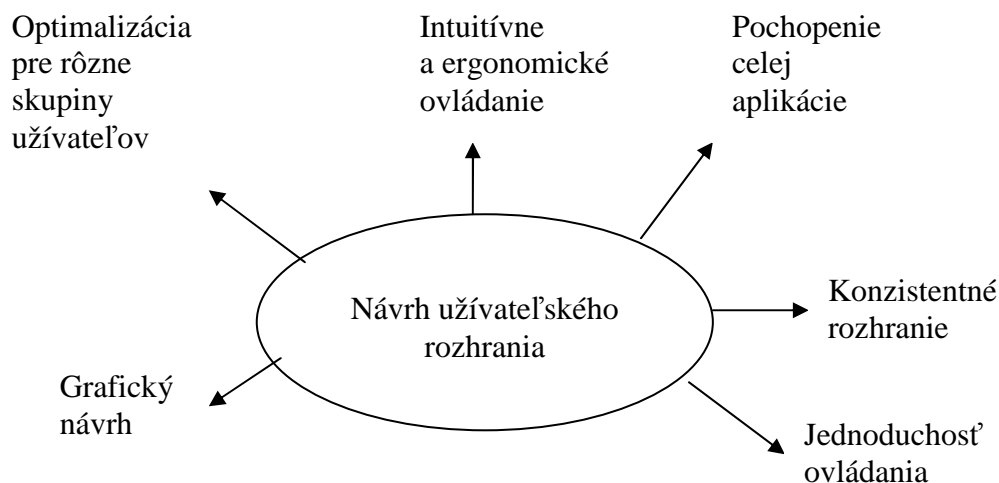 Optimalizácia
pre rôzne
skupiny
užívateľov
Intuitívne
a ergonomické
ovládanie
Pochopenie
celej
aplikácie
Návrh užívateľského
rozhrania
Konzistentné
rozhranie
Grafický
návrh
Jednoduchosť
ovládania